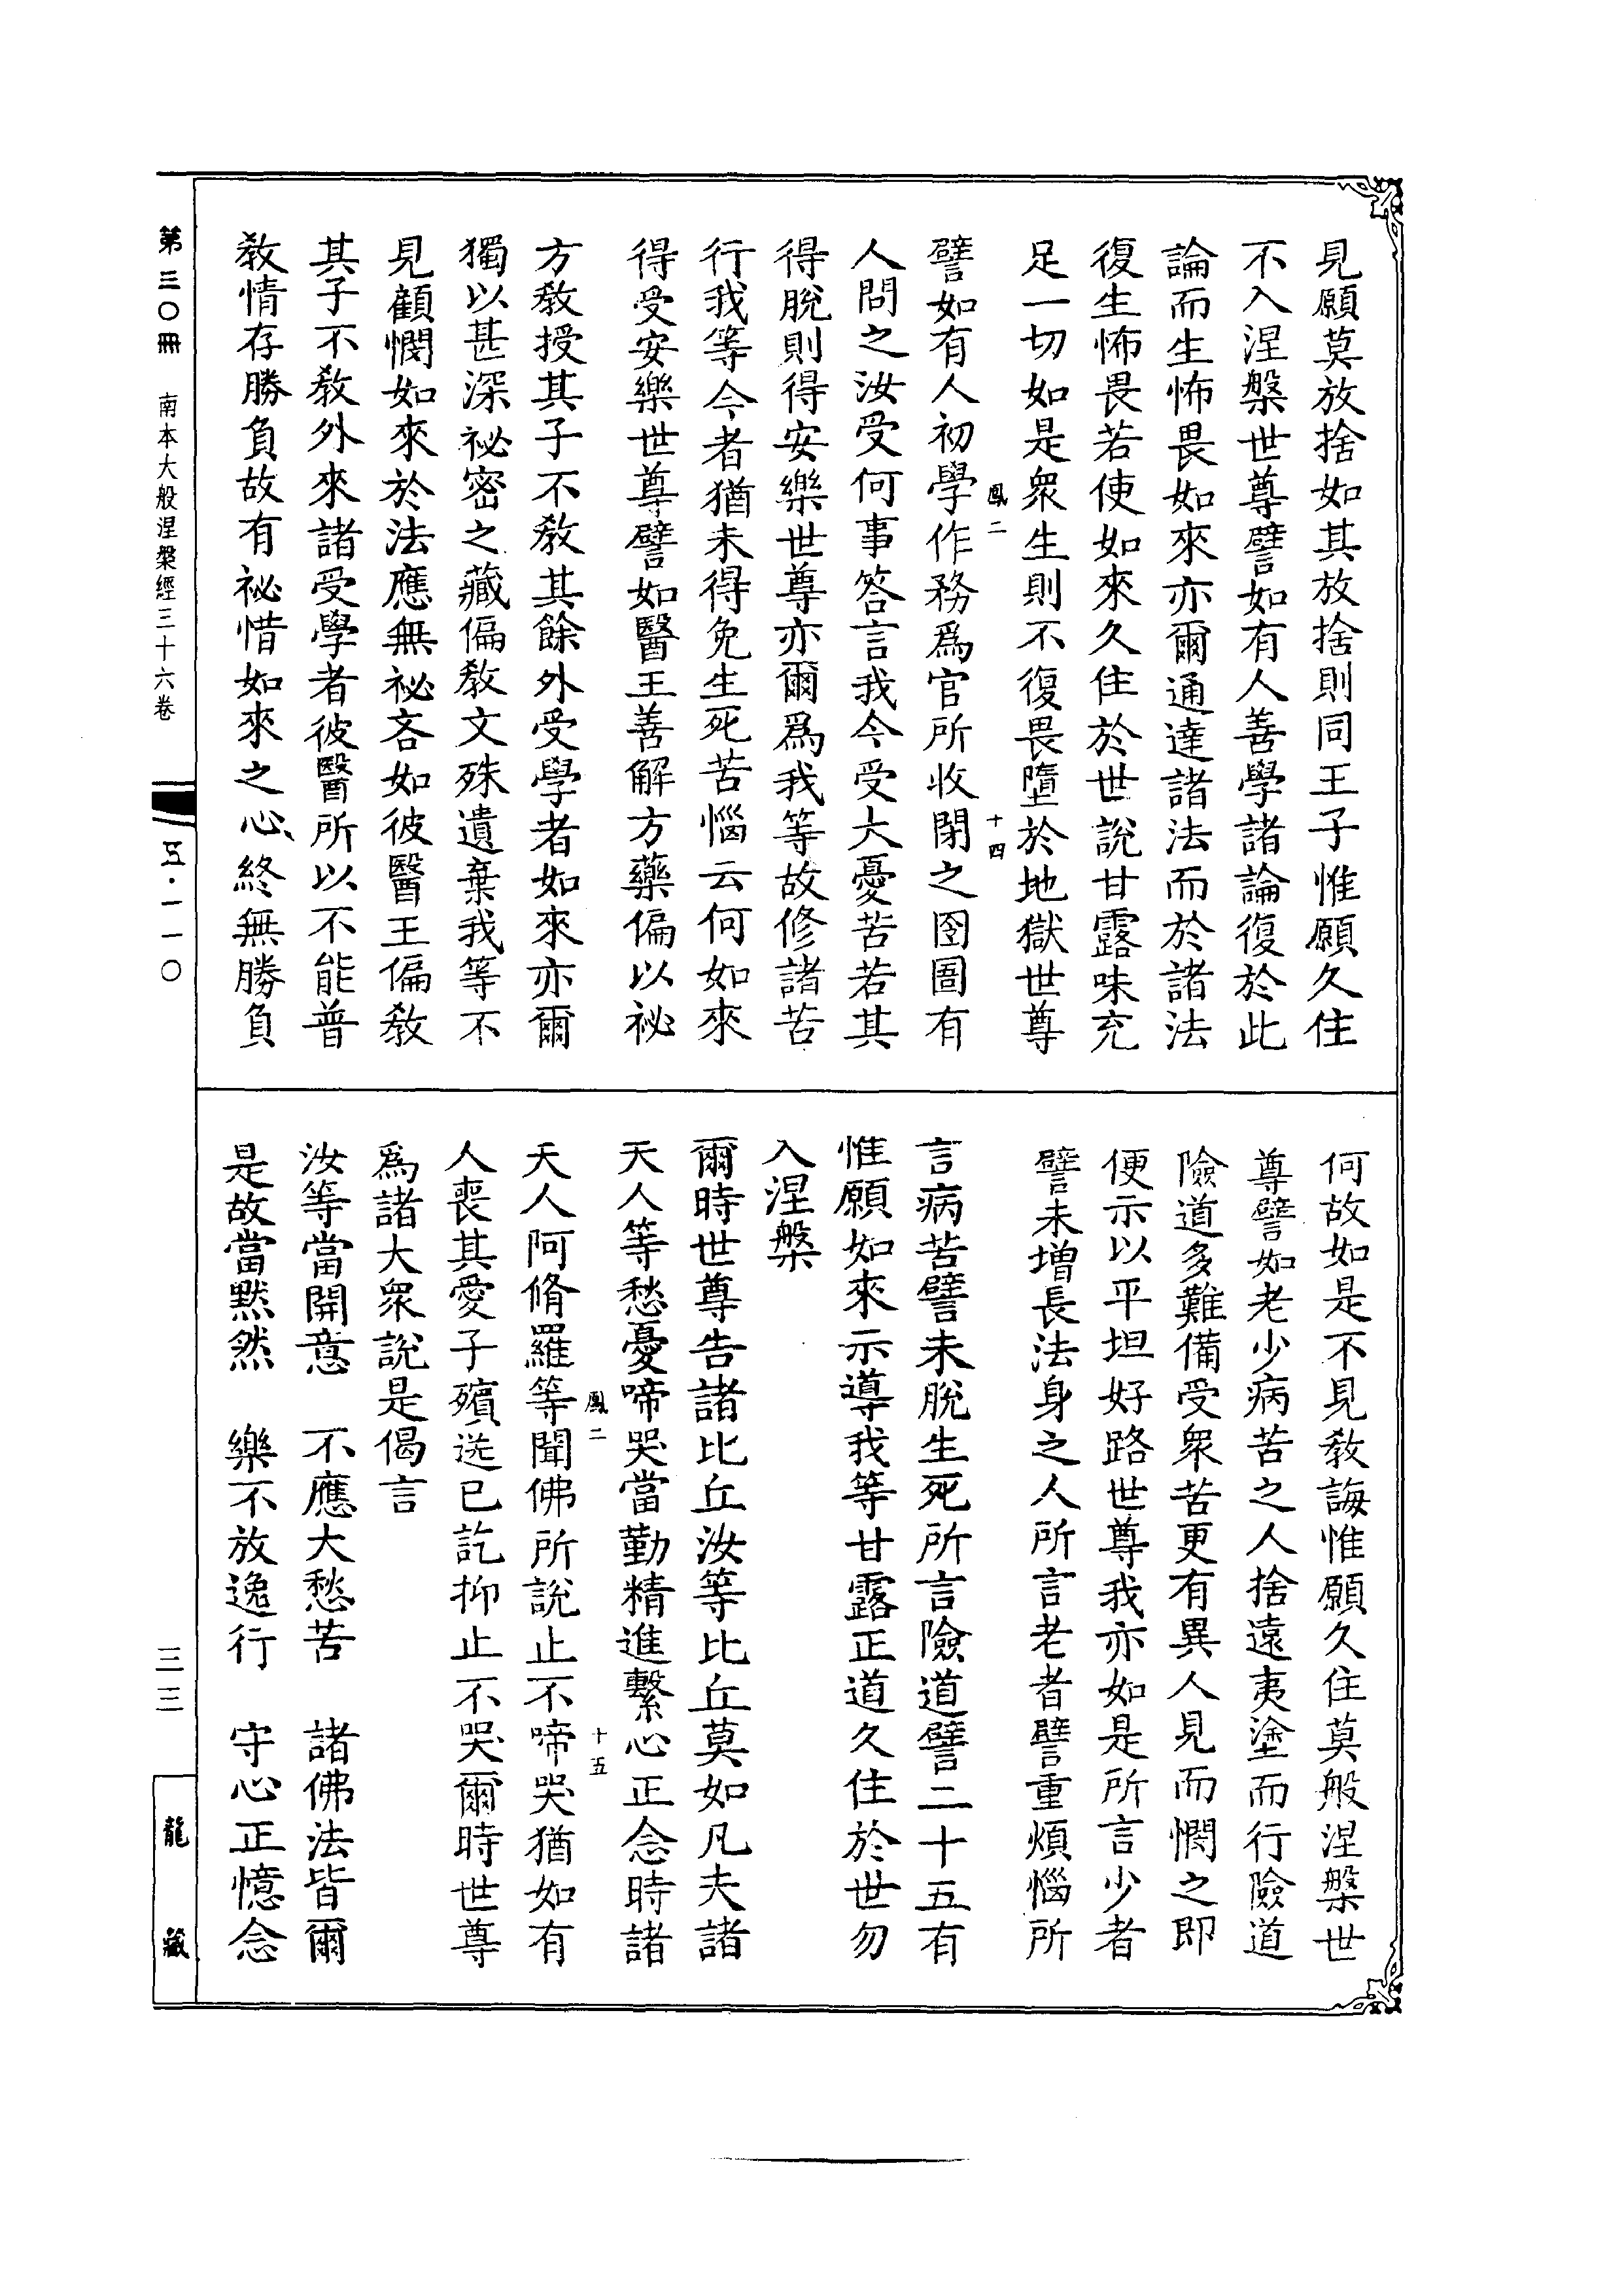 見願莫放捨如其放捨則同王子惟願久住
不入涅槃世尊譬如有人善學諸論復於此
論而生怖畏如來亦爾通達諸法而於諸法
復生怖畏若使如來久住於世說甘露味充
足一切如是衆生則不復畏墮於地獄世尊
鳳二
十四
譬如有人初學作務爲官所收閉之囹圄有
人問之汝受何事答言我今受大憂苦若其
得脫則得安樂世尊亦爾爲我等故修諸苦
行我等今者猶未得免生死苦惱云何如來
得受安樂世尊譬如醫王善解方藥偏以祕
方教授其子不教其餘外受學者如來亦爾
獨以甚深祕密之藏偏教文殊遺棄我等不
見顧憫如來於法應無祕吝如彼醫王偏教
其子不教外來諸受學者彼醫所以不能普
教情存勝負故有祕惜如來之心終無勝負
何故如是不見教誨惟願久住莫般涅槃世
尊譬如老少病苦之人捨遠夷塗而行險道
險道多難備受衆苦更有異人見而憫之即
便示以平坦好路世尊我亦如是所言少者
譬未增長法身之人所言老者譬重煩惱所
言病苦譬未脫生死所言險道譬二十五有
惟願如來示導我等甘露正道久住於世勿
入涅槃
爾時世尊告諸比丘汝等比丘莫如凡夫諸
天人等愁憂啼哭當勤精進繫心正念時諸
鳳二
十五
天人阿脩羅等聞佛所說止不啼哭猶如有
人喪其愛子殯送已訖抑止不哭爾時世尊
爲諸大衆說是偈言
汝等當開意　不應大愁苦　諸佛法皆爾
是故當默然　樂不放逸行　守心正憶念
第三〇冊　南本大般涅槃經三十六卷
五·一一〇
三三
龍藏